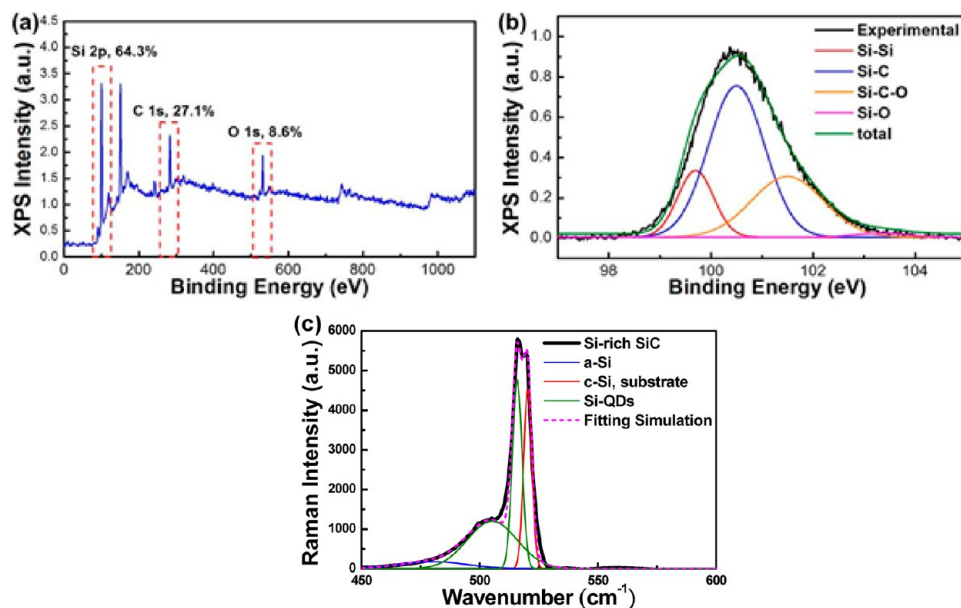 (a)
XPS Intensity (a.u.)
4.5
4.0
3.5
3.0
2.5
2.0
1.5
1.0
0.5
0.0
Si 2p, 64.3%
C 1s, 27.1%
O 1s, 8.6%
0 200 400 600 800 1000
Binding Energy (eV)
(b)
XPS Intensity (a.u.)
1.0
0.8
0.6
0.4
0.2
0.0
Experimental
Si-Si
Si-C
Si-C-O
Si-O
total
98 100 102 104
Binding Energy (eV)
(c)
Raman Intensity (a.u.)
6000
5000
4000
3000
2000
1000
0
Si-rich SiC
a-Si
c-Si, substrate
Si-QDs
Fitting Simulation
450 500 550 600
Wavenumber (cm⁻¹)